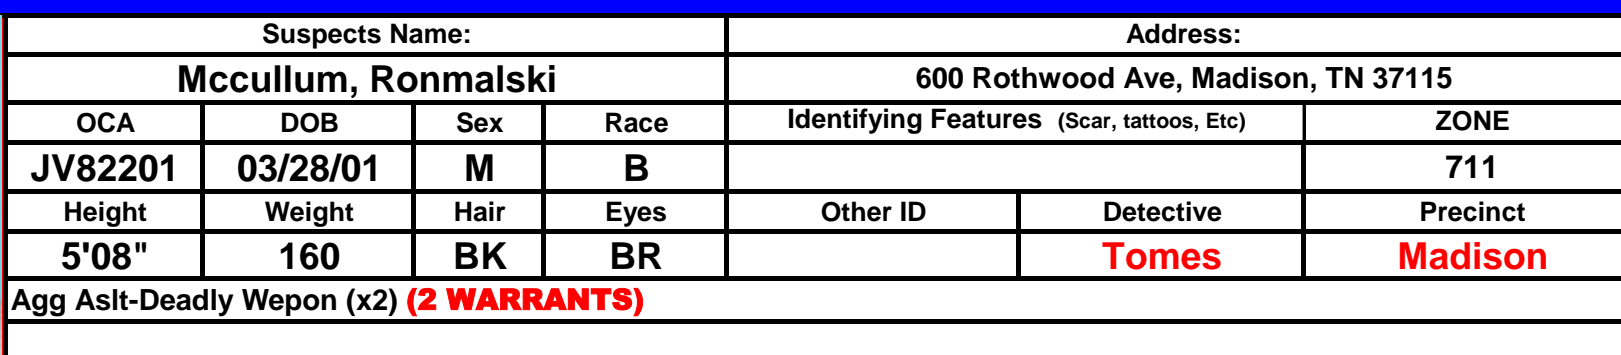 Suspects Name: Address:
Mccullum, Ronmalski 600 Rothwood Ave, Madison, TN 37115
OCA DOB Sex Race Identifying Features (Scar, tattoos, Etc) ZONE
JV82201 03/28/01 M B 711
Height Weight Hair Eyes Other ID Detective Precinct
5'08" 160 BK BR Tomes Madison
Agg Aslt-Deadly Wepon (x2) (2 WARRANTS)